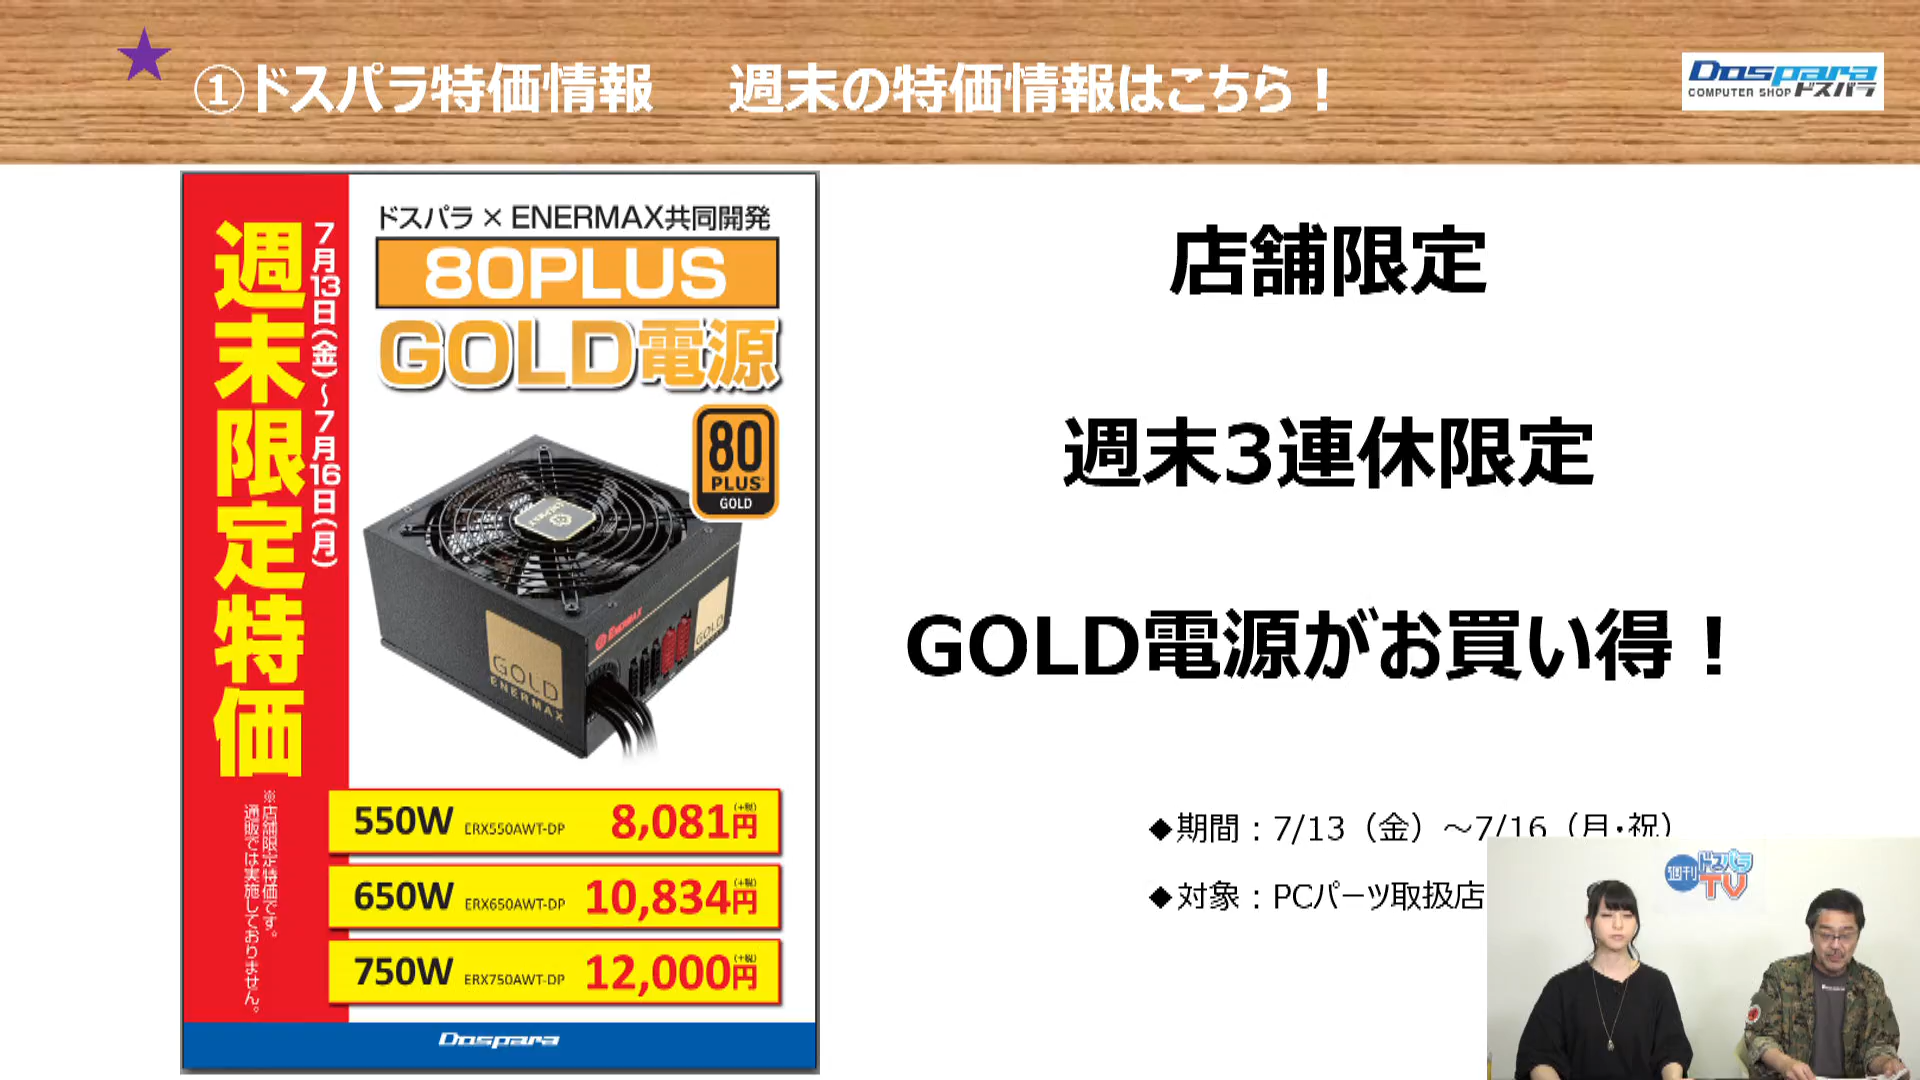 ①ドスパラ特価情報　週末の特価情報はこちら！
Dospara
COMPUTER SHOP ドスパラ
週末限定特価
7月13日(金)～7月16日(月)
※店舗限定特価です。
通販では実施しておりません。
ドスパラ×ENERMAX共同開発
80PLUS
GOLD電源
80
PLUS
GOLD
ENERMAX
GOLD
ENERMAX
GOLD
550W ERX550AWT-DP 8,081円(+税)
650W ERX650AWT-DP 10,834円(+税)
750W ERX750AWT-DP 12,000円(+税)
Dospara
店舗限定
週末3連休限定
GOLD電源がお買い得！
◆期間：7/13（金）～7/16（月・祝）
◆対象：PCパーツ取扱店
週刊ドスパラTV